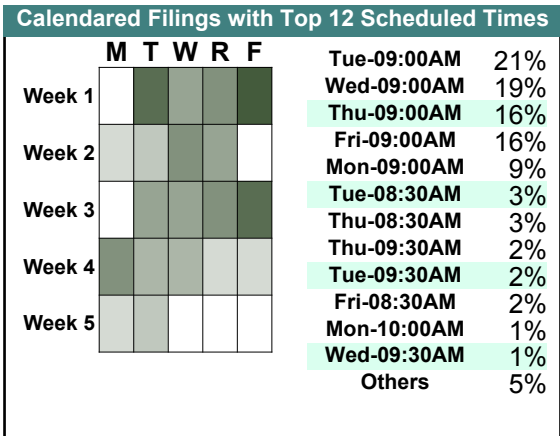 Calendared Filings with Top 12 Scheduled Times
M T W R F
Week 1
Week 2
Week 3
Week 4
Week 5
Tue-09:00AM 21%
Wed-09:00AM 19%
Thu-09:00AM 16%
Fri-09:00AM 16%
Mon-09:00AM 9%
Tue-08:30AM 3%
Thu-08:30AM 3%
Thu-09:30AM 2%
Tue-09:30AM 2%
Fri-08:30AM 2%
Mon-10:00AM 1%
Wed-09:30AM 1%
Others 5%